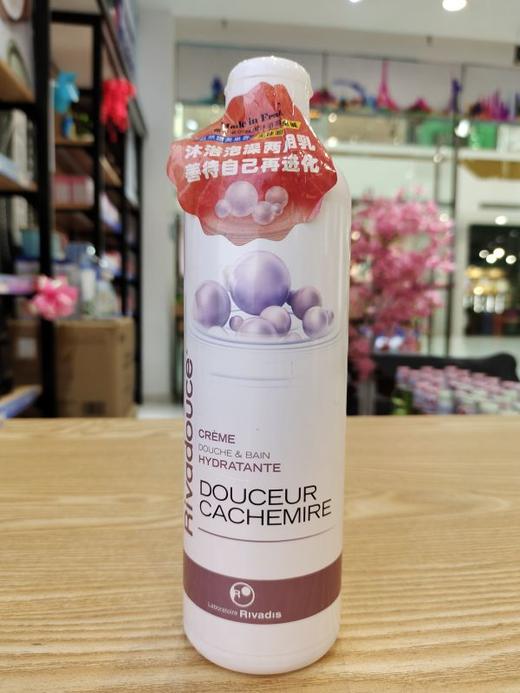 Made in Fran
沐浴泡澡两用乳
善待自己再进化
Rivadouce
CRÈME
DOUCHE & BAIN
HYDRATANTE
DOUCEUR
CACHEMIRE
R
Laboratoire Rivadis